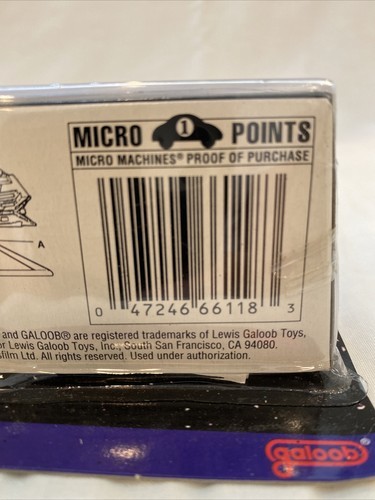 MICRO 1 POINTS
MICRO MACHINES® PROOF OF PURCHASE
A
0 47246 66118 3
and GALOOB® are registered trademarks of Lewis Galoob Toys,
or Lewis Galoob Toys, Inc., South San Francisco, CA 94080.
film Ltd. All rights reserved. Used under authorization.
galoob